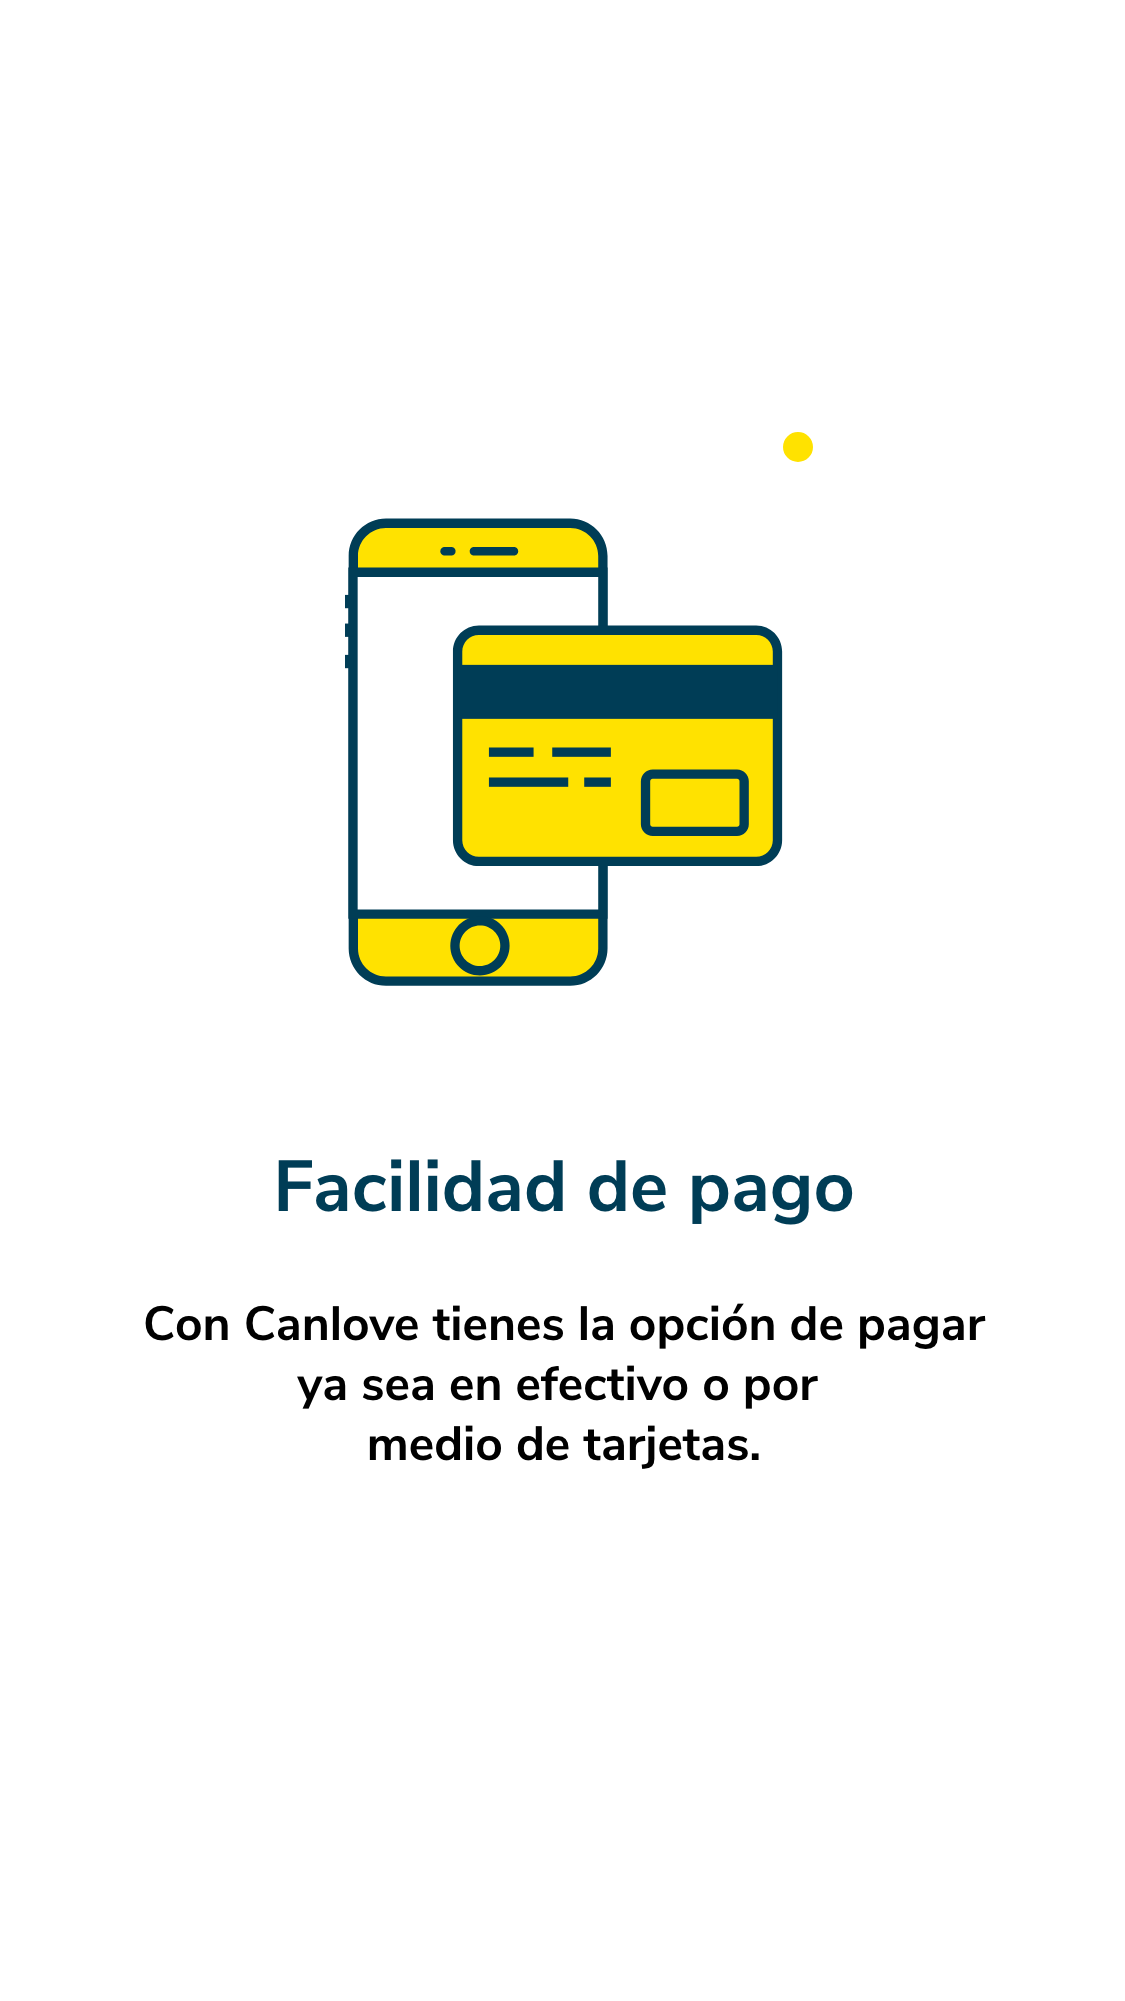 Facilidad de pago
Con Canlove tienes la opción de pagar
ya sea en efectivo o por
medio de tarjetas.